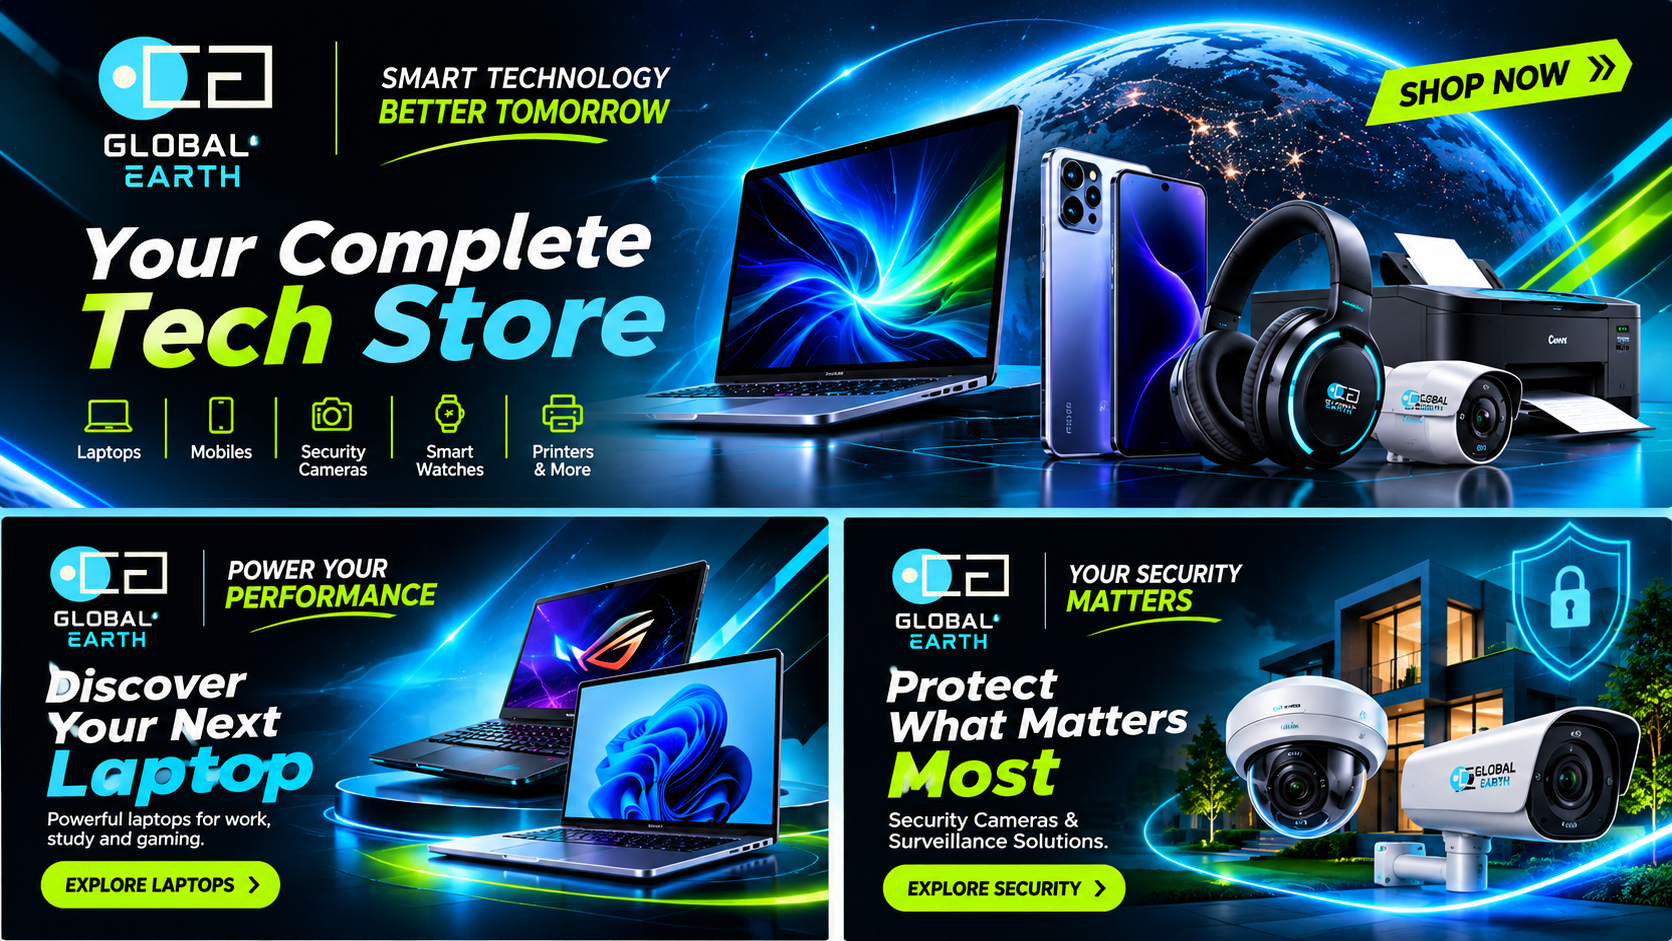 GLOBAL
EARTH
SMART TECHNOLOGY
BETTER TOMORROW
SHOP NOW
Your Complete
Tech Store
Laptops
Mobiles
Security
Cameras
Smart
Watches
Printers
& More
GLOBAL
EARTH
POWER YOUR
PERFORMANCE
Discover
Your Next
Laptop
Powerful laptops for work,
study and gaming.
EXPLORE LAPTOPS
GLOBAL
EARTH
YOUR SECURITY
MATTERS
Protect
What Matters
Most
Security Cameras &
Surveillance Solutions.
EXPLORE SECURITY
GLOBAL
EARTH